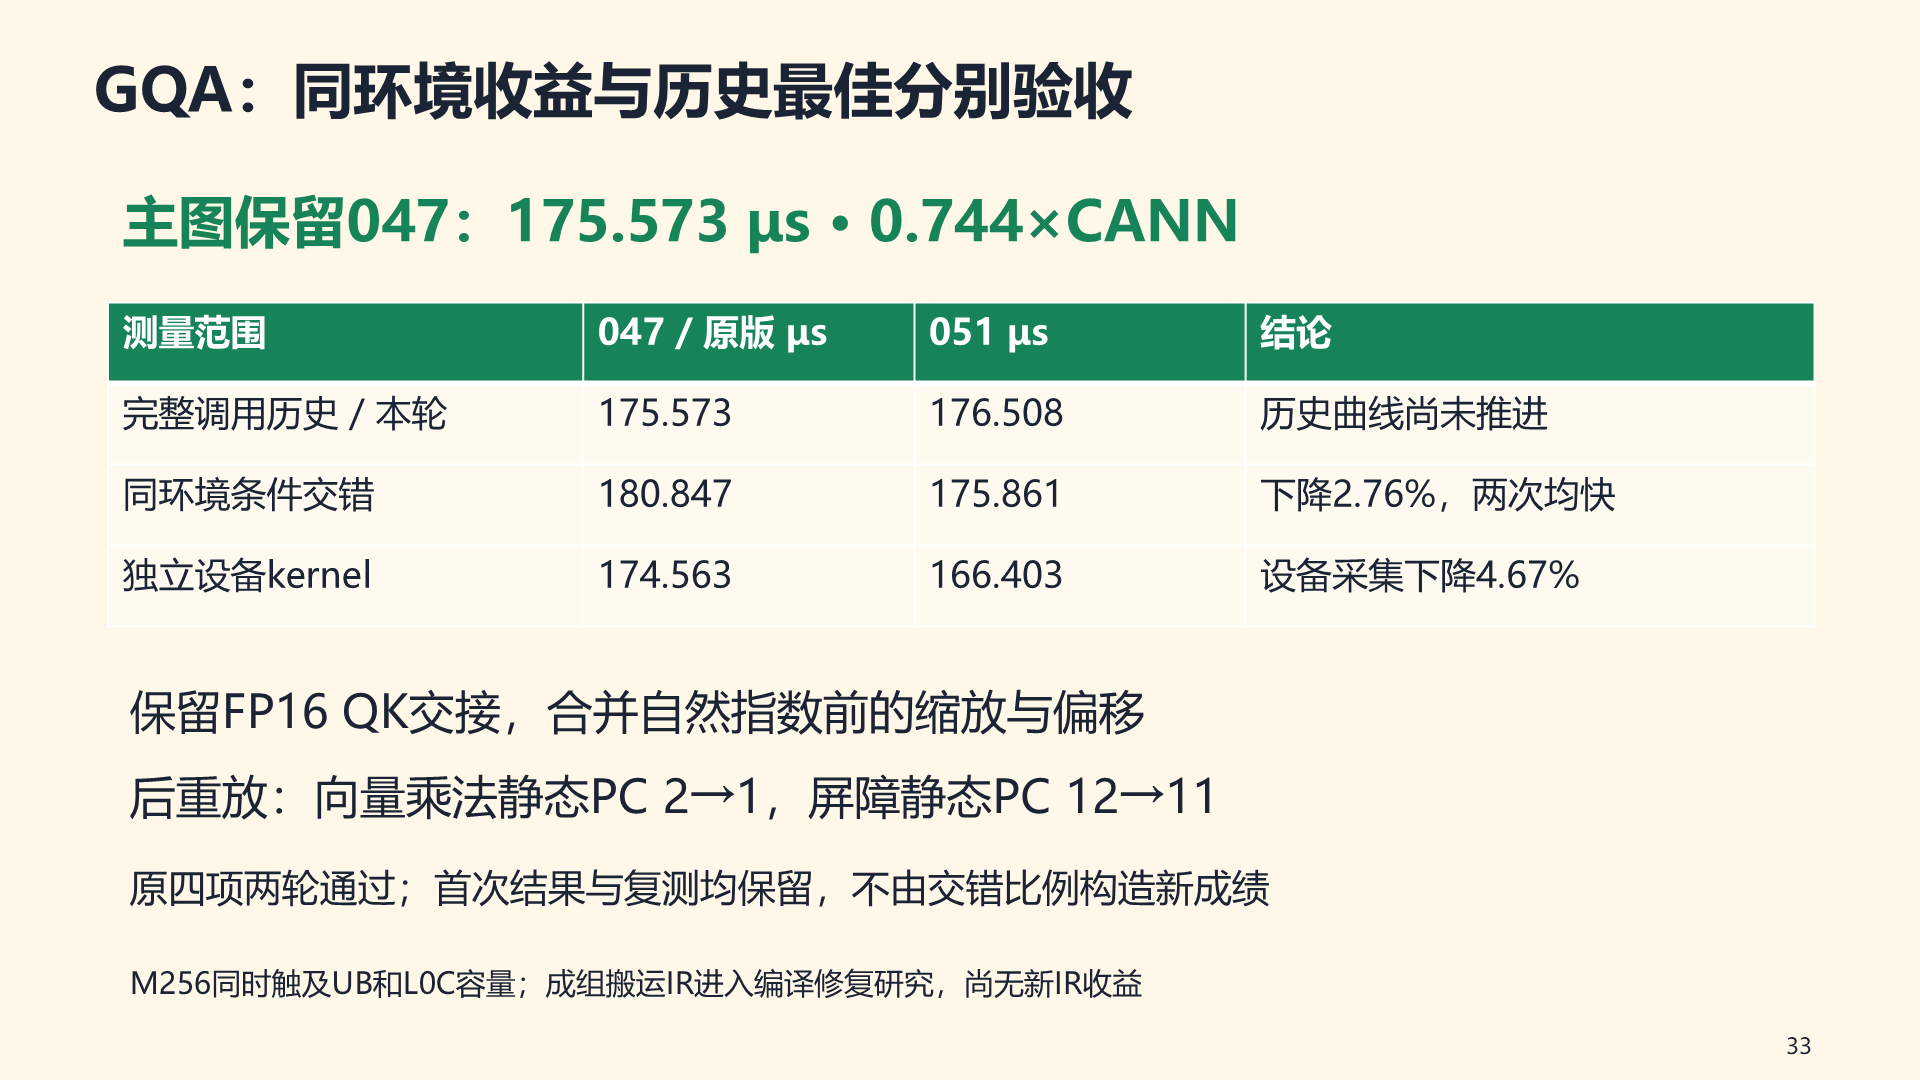 GQA：同环境收益与历史最佳分别验收
主图保留047：175.573 μs • 0.744×CANN
测量范围 047 / 原版 μs 051 μs 结论
完整调用历史 / 本轮 175.573 176.508 历史曲线尚未推进
同环境条件交错 180.847 175.861 下降2.76%，两次均快
独立设备kernel 174.563 166.403 设备采集下降4.67%
保留FP16 QK交接，合并自然指数前的缩放与偏移
后重放：向量乘法静态PC 2→1，屏障静态PC 12→11
原四项两轮通过；首次结果与复测均保留，不由交错比例构造新成绩
M256同时触及UB和L0C容量；成组搬运IR进入编译修复研究，尚无新IR收益
33